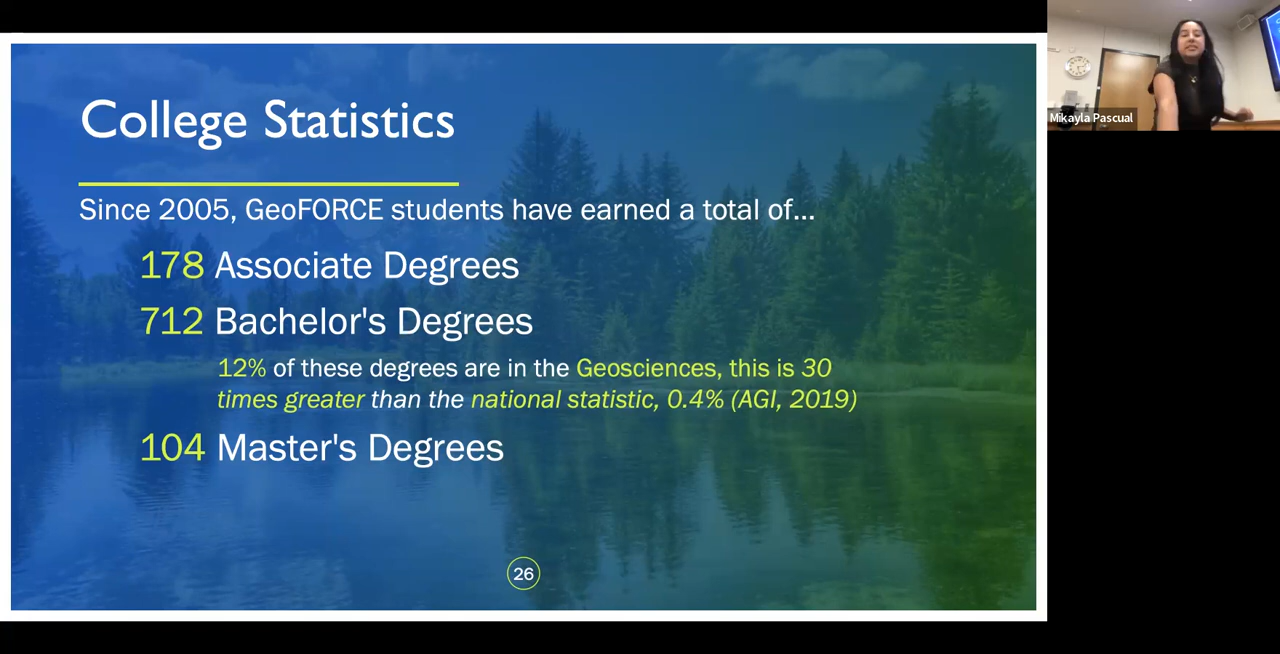 College Statistics
Since 2005, GeoFORCE students have earned a total of...
178 Associate Degrees
712 Bachelor's Degrees
12% of these degrees are in the Geosciences, this is 30
times greater than the national statistic, 0.4% (AGI, 2019)
104 Master's Degrees
26
Mikayla Pascual